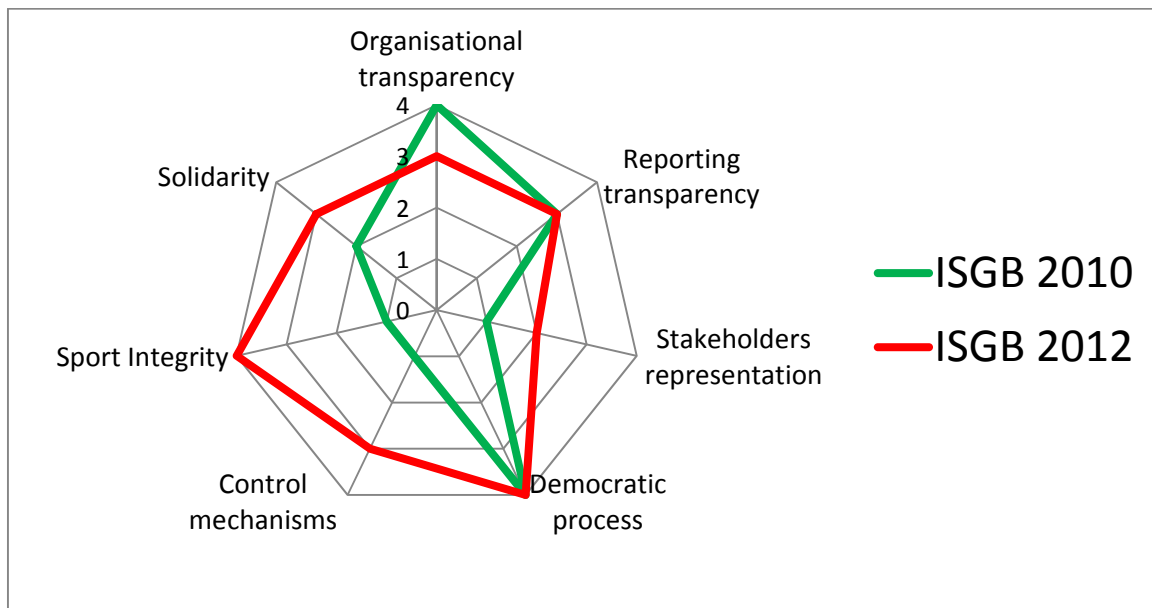 Organisational
transparency
4
3
2
1
0
Reporting
transparency
Stakeholders
representation
Democratic
process
Control
mechanisms
Sport Integrity
Solidarity
ISGB 2010
ISGB 2012